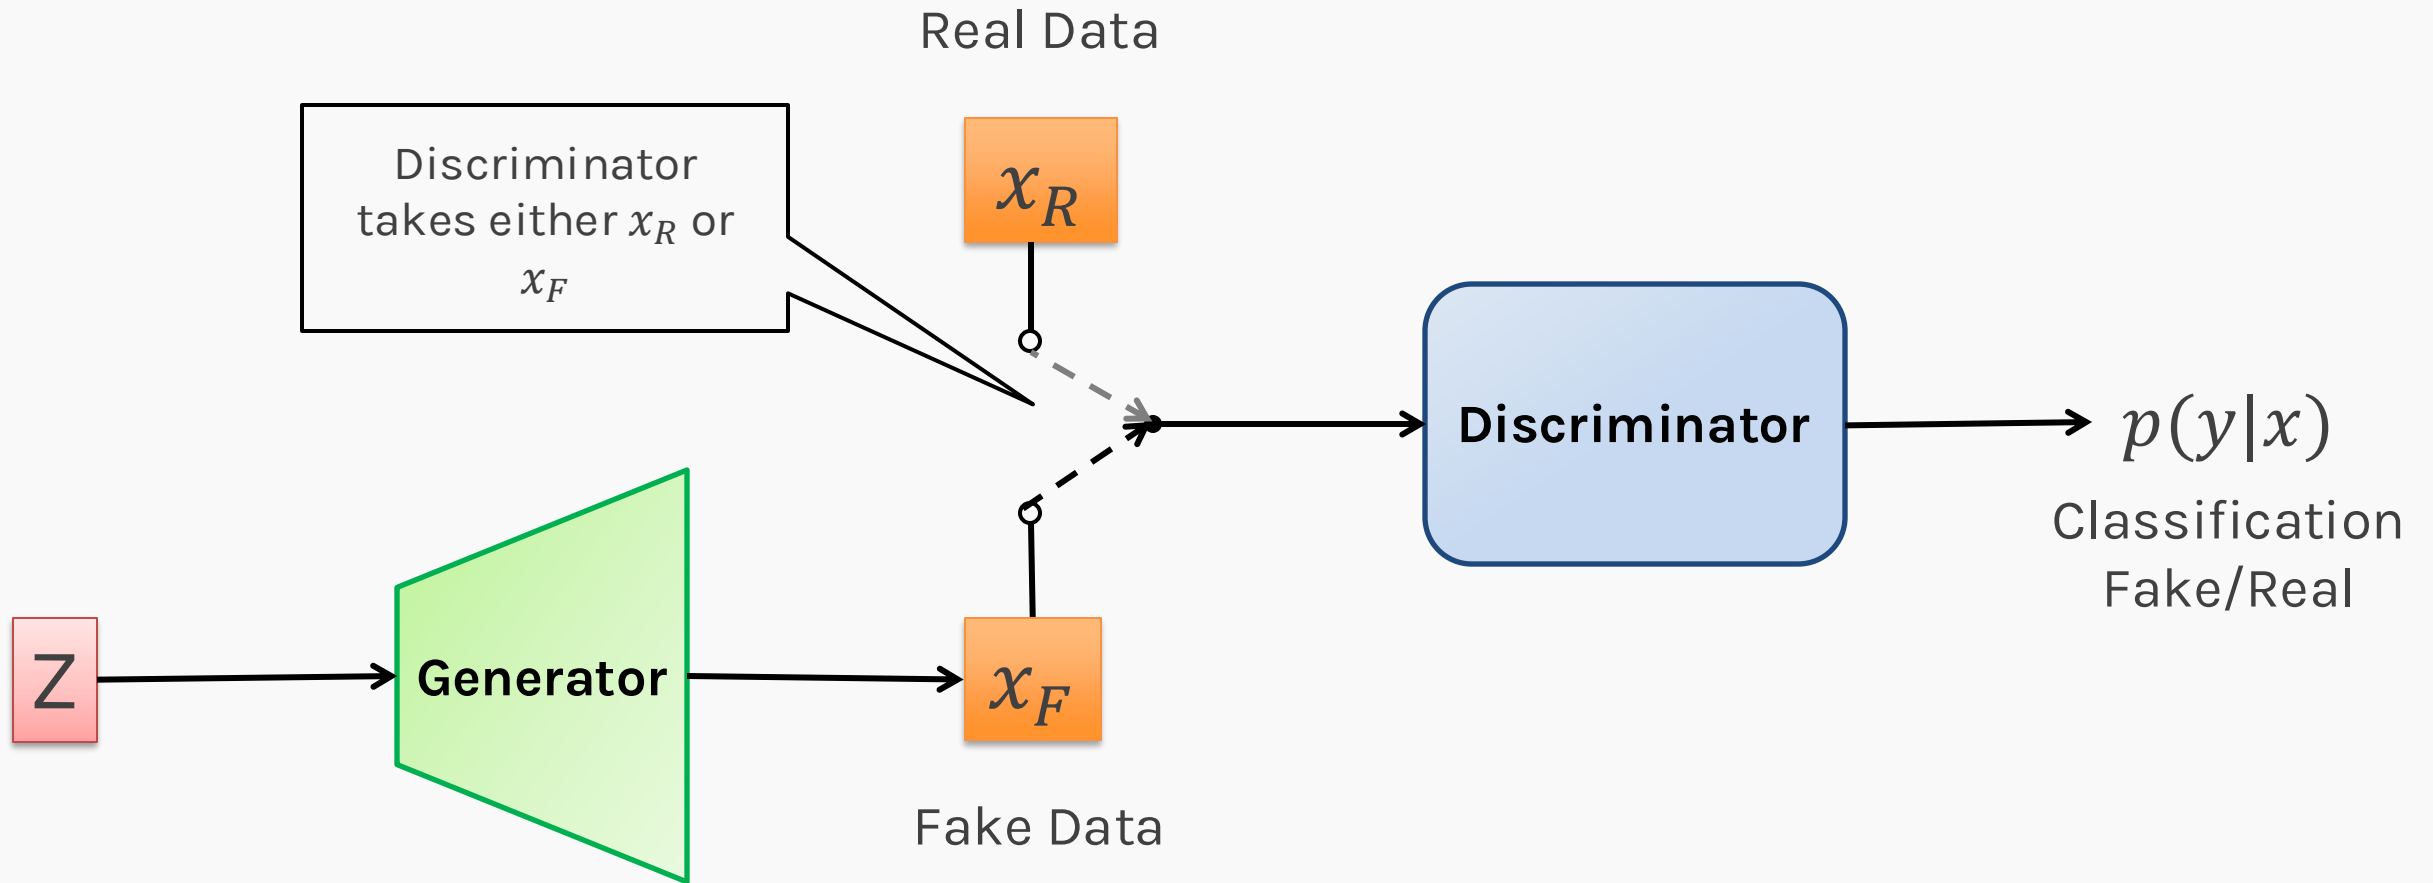 Real Data
Discriminator
takes either x_R or
x_F
x_R
Discriminator
p(y|x)
Classification
Fake/Real
Z
Generator
x_F
Fake Data